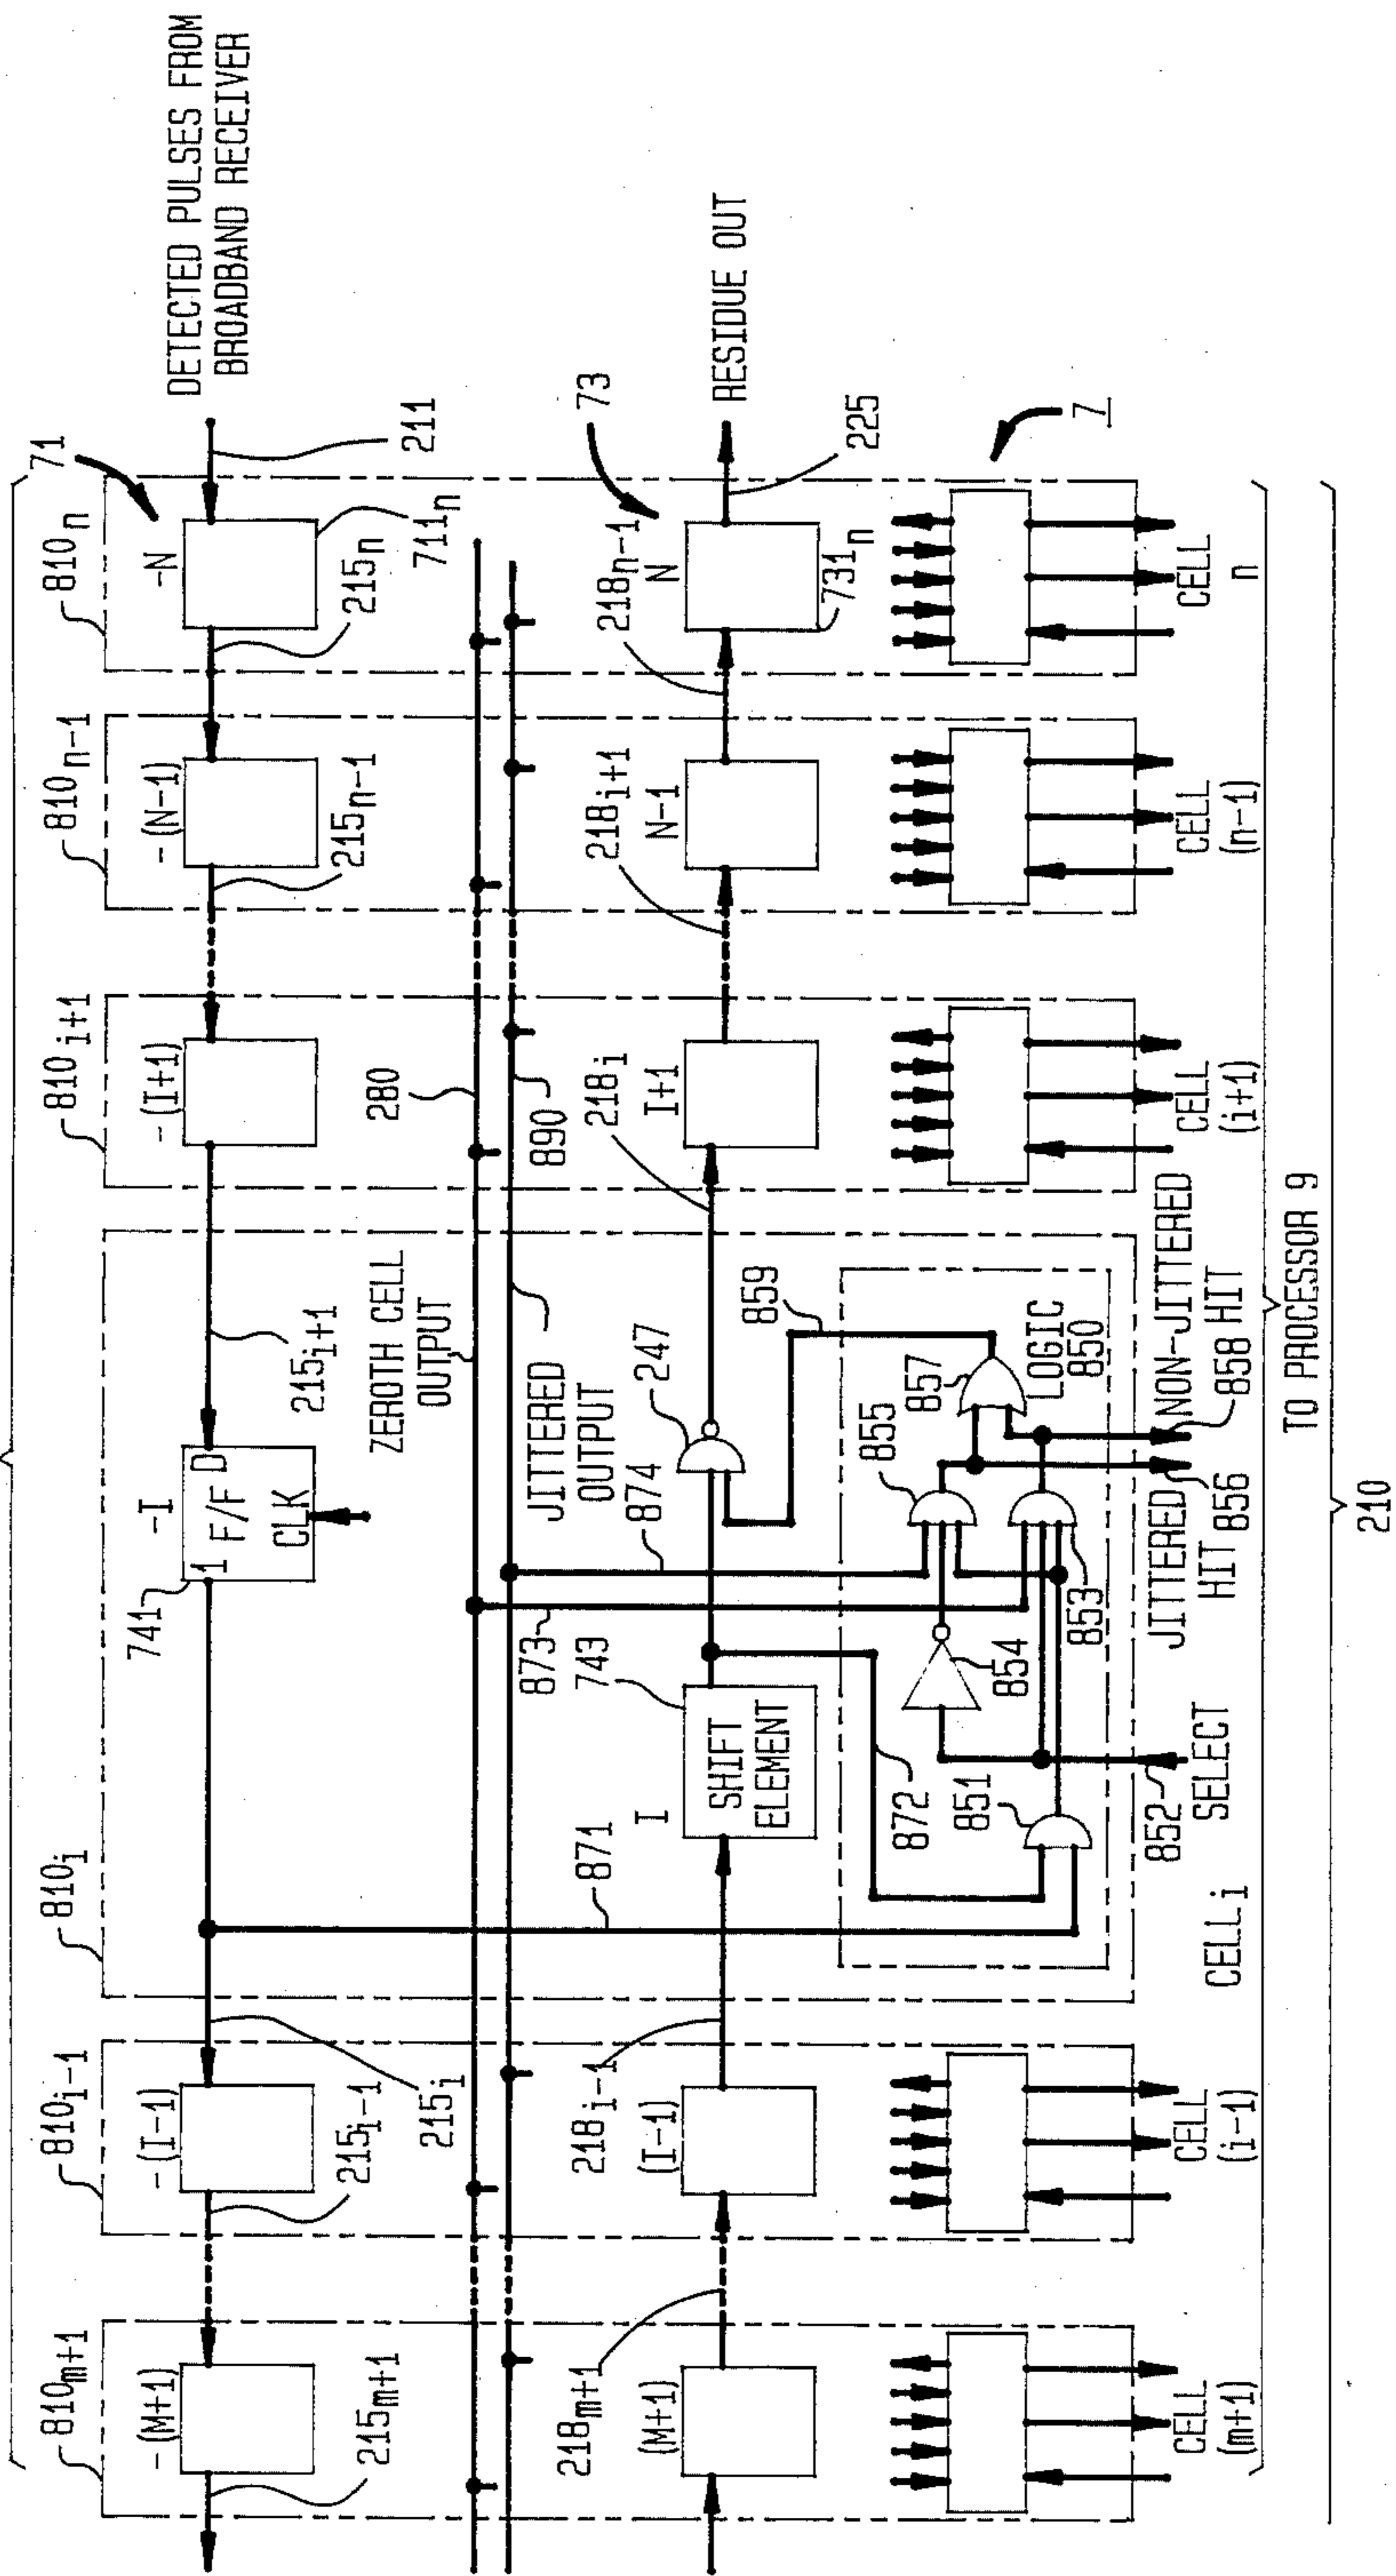 DETECTED PULSES FROM
BROADBAND RECEIVER
810m+1
810i-1
810i
810i+1
810n-1
810n
71
-(M+1)
-(I-1)
741
-I
1 F/F D
CLK
-(I+1)
-(N-1)
-N
211
215m+1
215i-1
215i
215i+1
215n-1
215n
711n
ZEROTH CELL
OUTPUT
280
871
873
874
JITTERED
OUTPUT
890
218m+1
218i-1
743
247
218i
218i+1
218n-1
73
(M+1)
(I-1)
I
SHIFT
ELEMENT
I+1
N-1
N
RESIDUE OUT
225
731n
859
872
854
855
857
851
853
LOGIC
850
7
852
SELECT
JITTERED
HIT 856
NON-JITTERED
858 HIT
CELL
(m+1)
CELL
(i-1)
CELLi
CELL
(i+1)
CELL
(n-1)
CELL
n
TO PROCESSOR 9
210